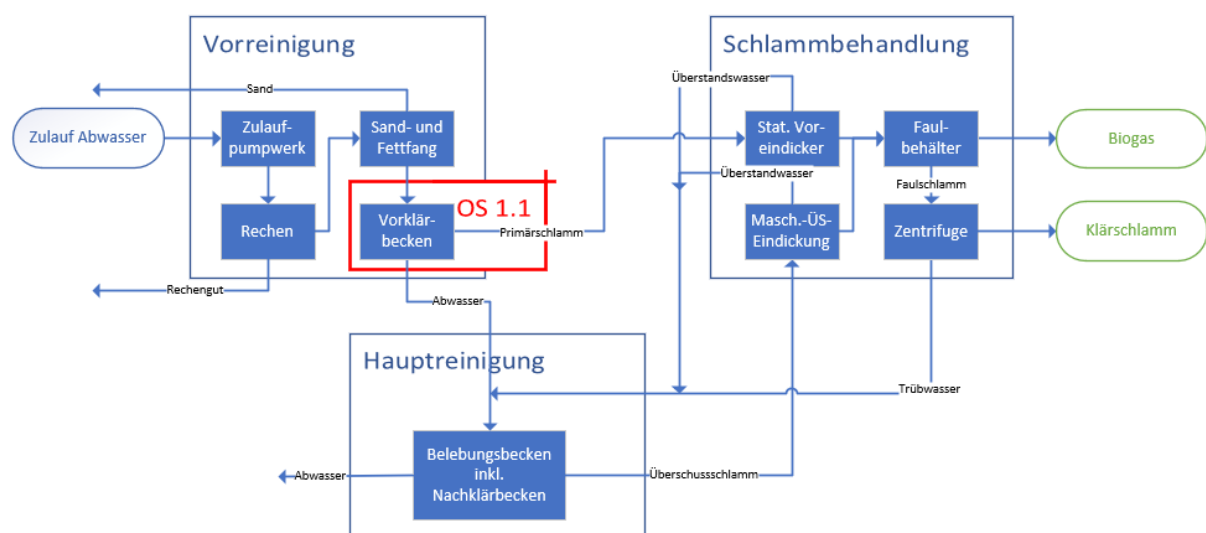 Vorreinigung
Schlammbehandlung
Überstandswasser
Sand
Zulauf Abwasser
Zulauf-
pumpwerk
Sand- und
Fettfang
Stat. Vor-
eindicker
Faul-
behälter
Biogas
Überstandwasser
Faulschlamm
OS 1.1
Rechen
Vorklär-
becken
Primärschlamm
Masch.-ÜS-
Eindickung
Zentrifuge
Klärschlamm
Rechengut
Abwasser
Hauptreinigung
Trübwasser
Belebungsbecken
inkl.
Nachklärbecken
Abwasser
Überschussschlamm